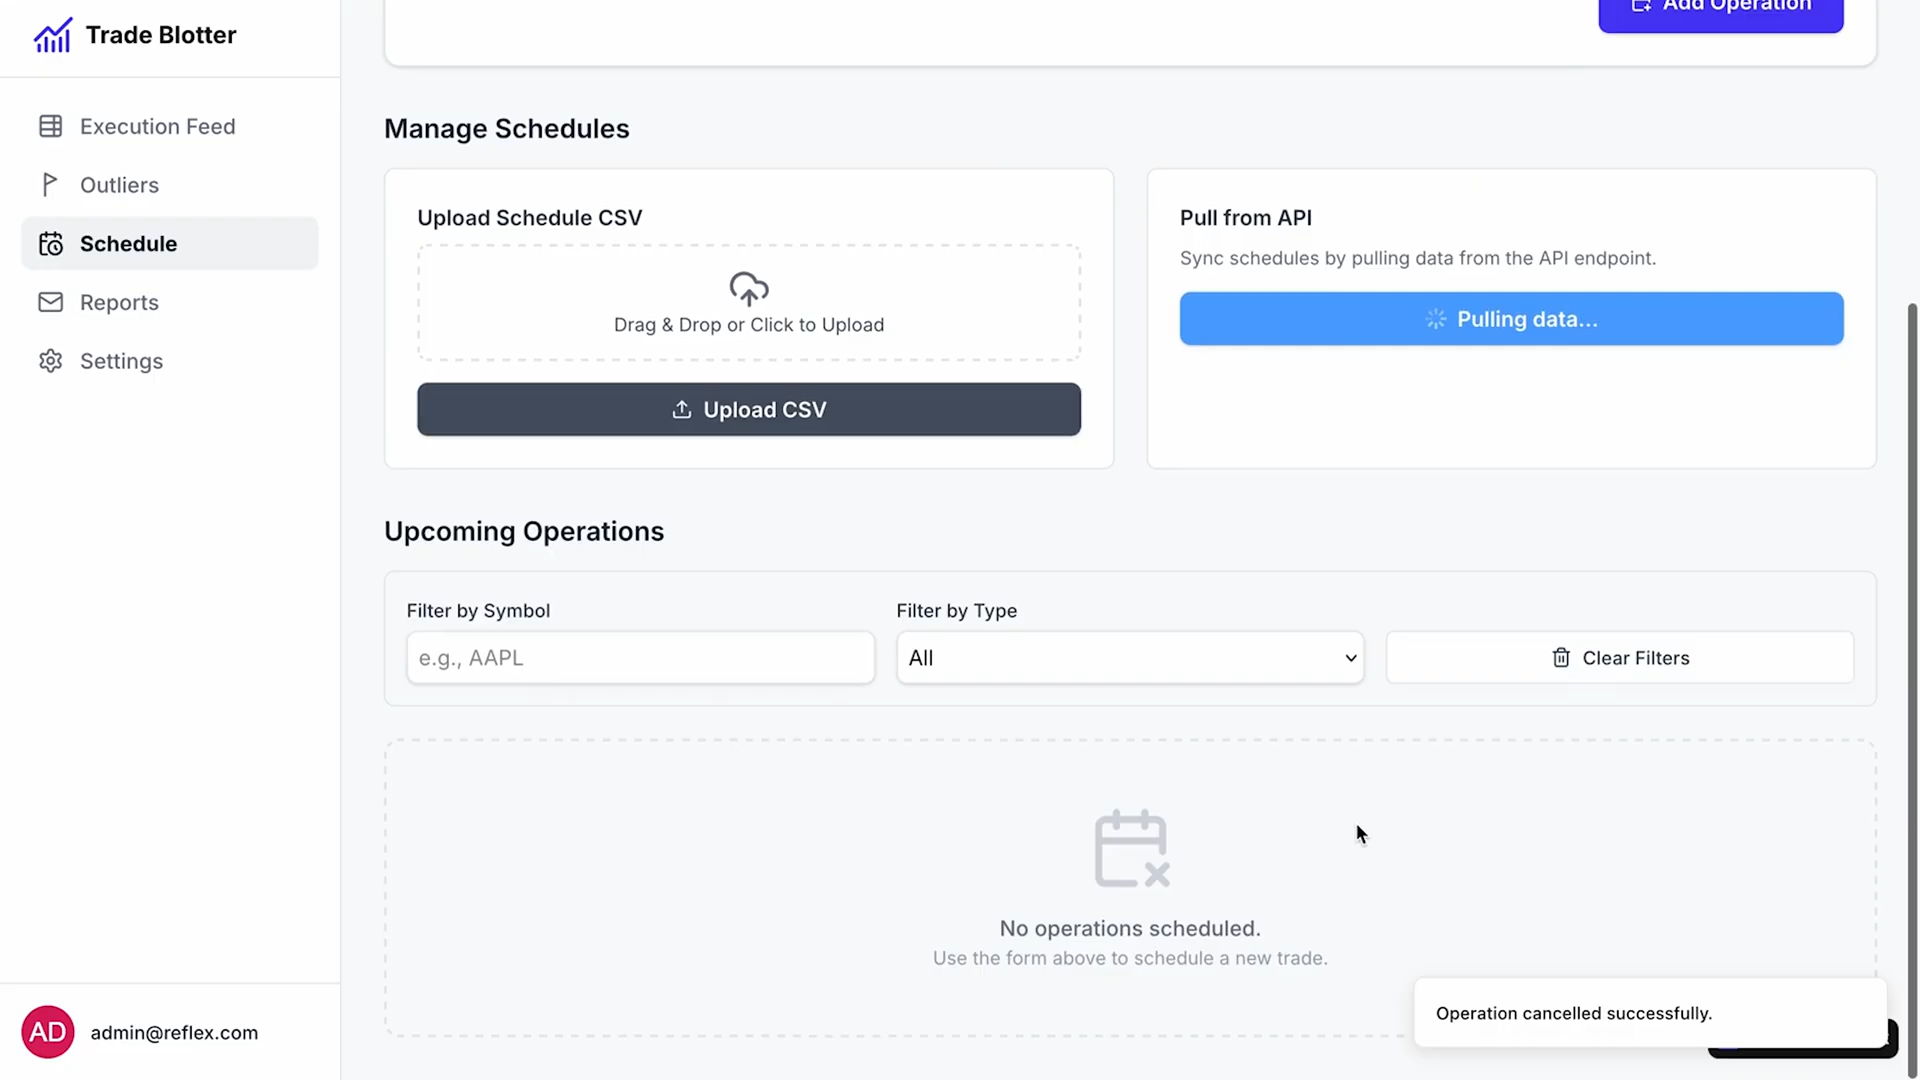 Trade Blotter
Execution Feed
Outliers
Schedule
Reports
Settings
AD
admin@reflex.com
Add Operation
Manage Schedules
Upload Schedule CSV
Drag & Drop or Click to Upload
Upload CSV
Pull from API
Sync schedules by pulling data from the API endpoint.
Pulling data...
Upcoming Operations
Filter by Symbol
e.g., AAPL
Filter by Type
All
Clear Filters
No operations scheduled.
Use the form above to schedule a new trade.
Operation cancelled successfully.